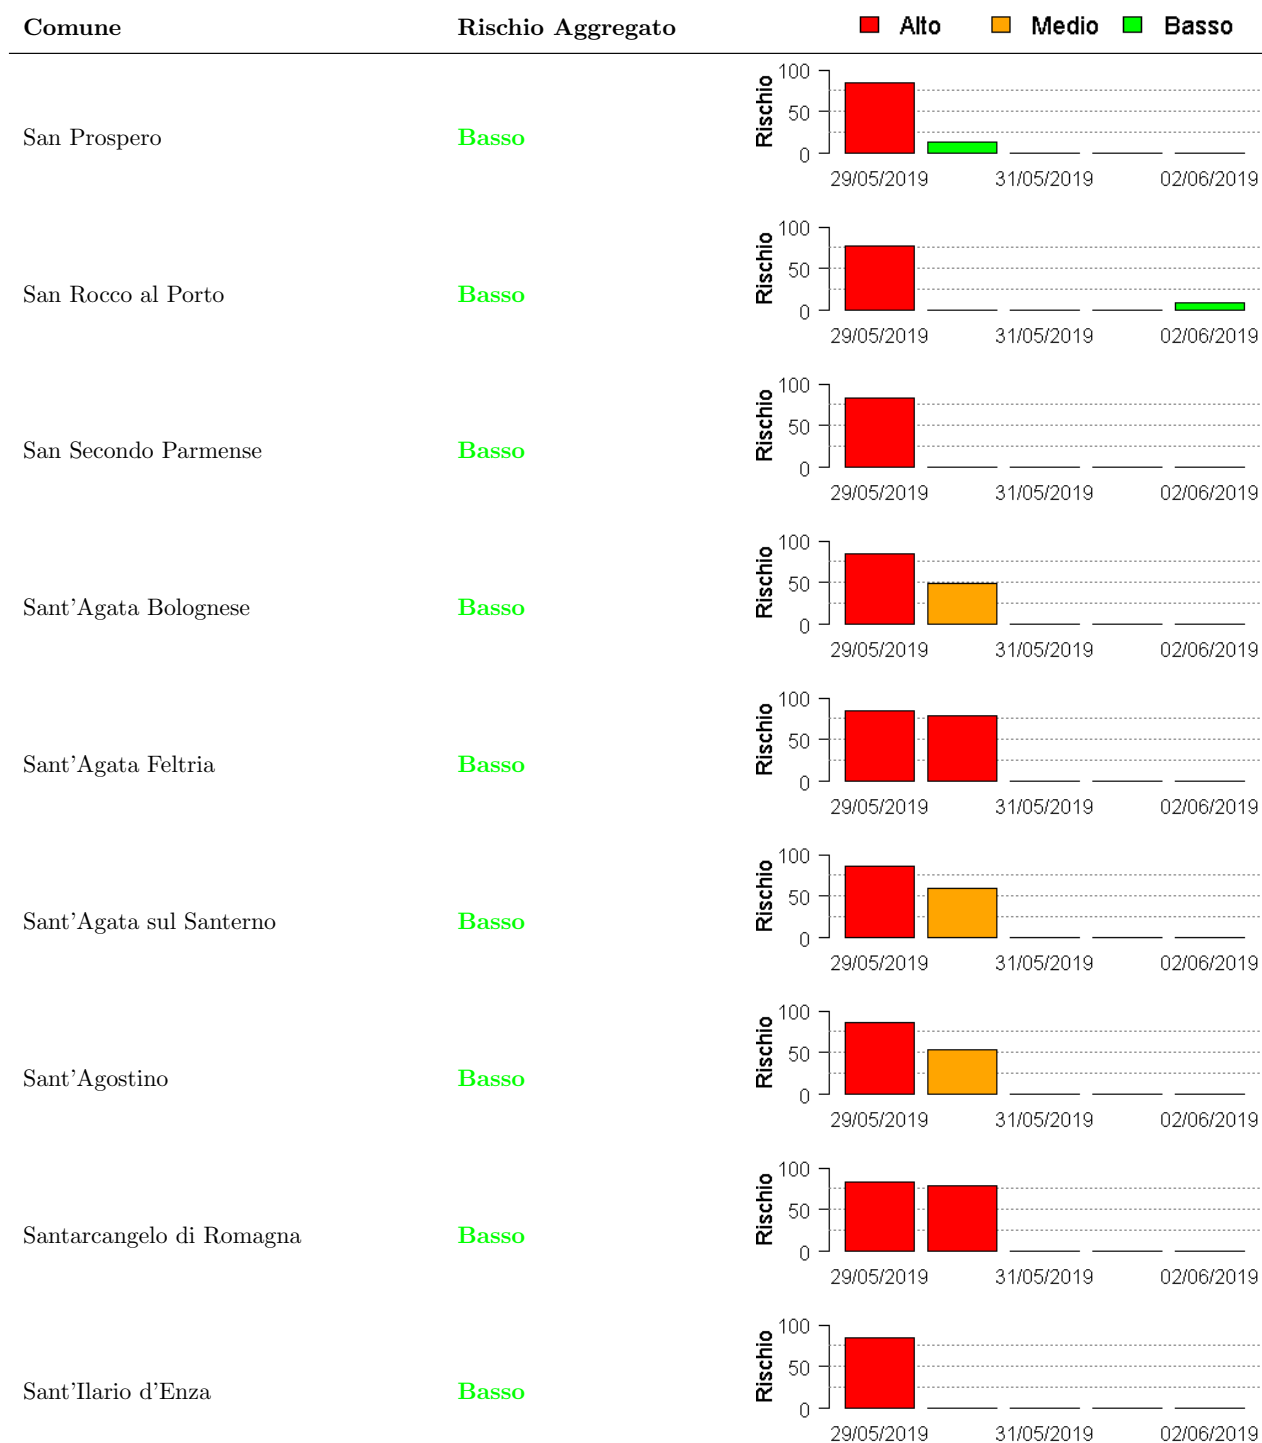 Comune Rischio Aggregato Alto Medio Basso
San Prospero Basso Rischio 100 50 0
29/05/2019 31/05/2019 02/06/2019
San Rocco al Porto Basso Rischio 100 50 0
29/05/2019 31/05/2019 02/06/2019
San Secondo Parmense Basso Rischio 100 50 0
29/05/2019 31/05/2019 02/06/2019
Sant'Agata Bolognese Basso Rischio 100 50 0
29/05/2019 31/05/2019 02/06/2019
Sant'Agata Feltria Basso Rischio 100 50 0
29/05/2019 31/05/2019 02/06/2019
Sant'Agata sul Santerno Basso Rischio 100 50 0
29/05/2019 31/05/2019 02/06/2019
Sant'Agostino Basso Rischio 100 50 0
29/05/2019 31/05/2019 02/06/2019
Santarcangelo di Romagna Basso Rischio 100 50 0
29/05/2019 31/05/2019 02/06/2019
Sant'Ilario d'Enza Basso Rischio 100 50 0
29/05/2019 31/05/2019 02/06/2019